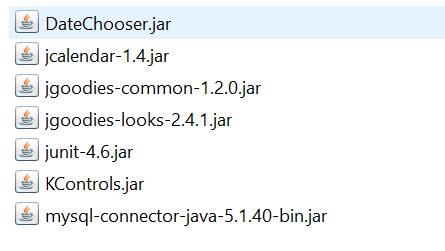 DateChooser.jar
jcalendar-1.4.jar
jgoodies-common-1.2.0.jar
jgoodies-looks-2.4.1.jar
junit-4.6.jar
KControls.jar
mysql-connector-java-5.1.40-bin.jar